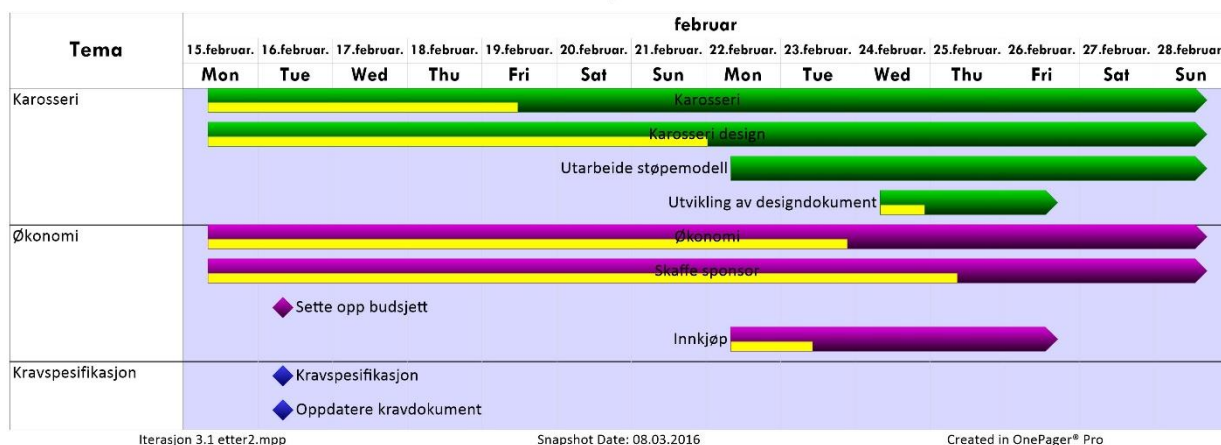 februar
Tema
15.februar. 16.februar. 17.februar. 18.februar. 19.februar. 20.februar. 21.februar. 22.februar. 23.februar. 24.februar. 25.februar. 26.februar. 27.februar. 28.februar
Mon Tue Wed Thu Fri Sat Sun Mon Tue Wed Thu Fri Sat Sun
Karosseri
Karosseri
Karosseri design
Utarbeide støpemodell
Utvikling av designdokument
Økonomi
Økonomi
Skaffe sponsor
Sette opp budsjett
Innkjøp
Kravspesifikasjon
Kravspesifikasjon
Oppdatere kravdokument
Iterasjon 3.1 etter2.mpp Snapshot Date: 08.03.2016 Created in OnePager® Pro